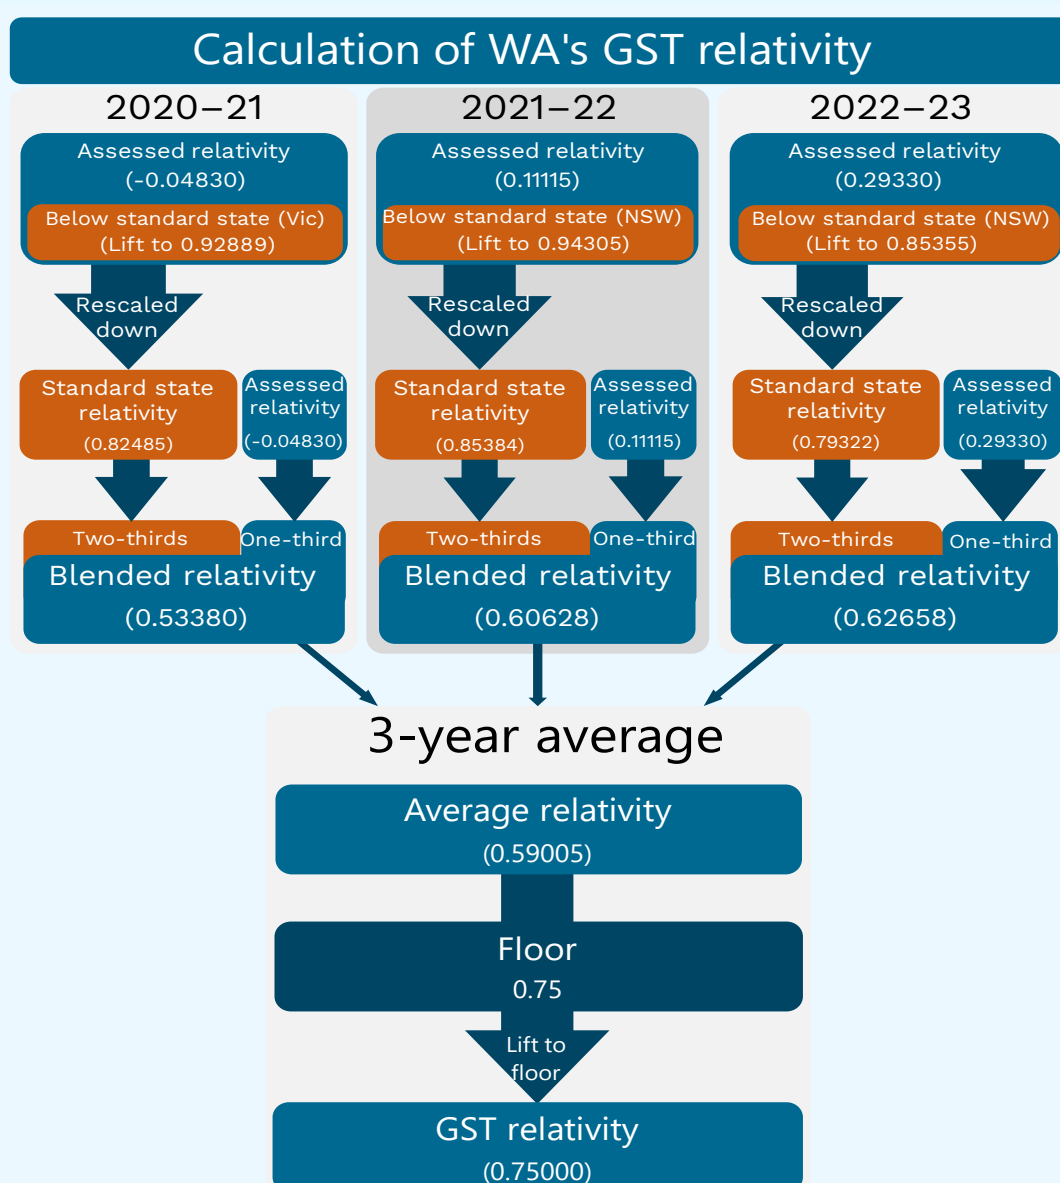 Calculation of WA's GST relativity
2020–21
Assessed relativity
(-0.04830)
Below standard state (Vic)
(Lift to 0.92889)
Rescaled
down
Standard state
relativity
(0.82485)
Assessed
relativity
(-0.04830)
Two-thirds
One-third
Blended relativity
(0.53380)
2021–22
Assessed relativity
(0.11115)
Below standard state (NSW)
(Lift to 0.94305)
Rescaled
down
Standard state
relativity
(0.85384)
Assessed
relativity
(0.11115)
Two-thirds
One-third
Blended relativity
(0.60628)
2022–23
Assessed relativity
(0.29330)
Below standard state (NSW)
(Lift to 0.85355)
Rescaled
down
Standard state
relativity
(0.79322)
Assessed
relativity
(0.29330)
Two-thirds
One-third
Blended relativity
(0.62658)
3-year average
Average relativity
(0.59005)
Floor
0.75
Lift to
floor
GST relativity
(0.75000)